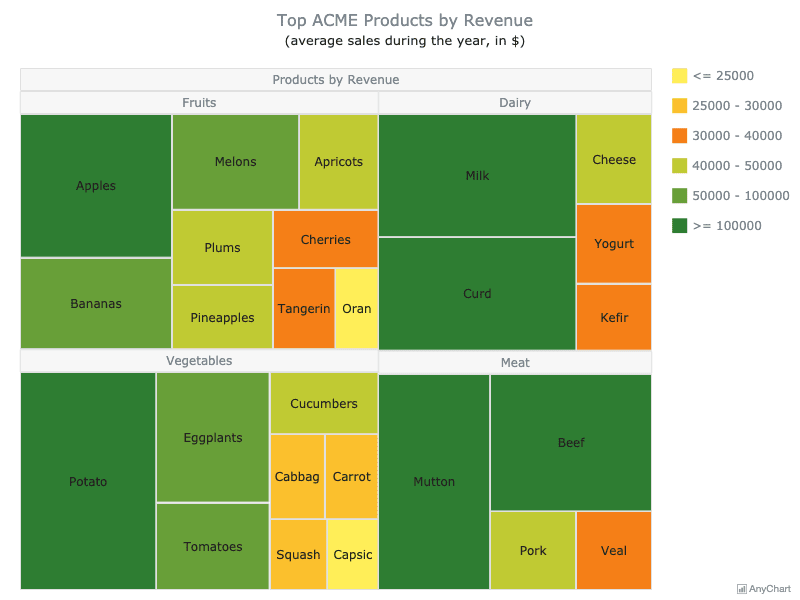 Top ACME Products by Revenue
(average sales during the year, in $)
Products by Revenue
Fruits
Dairy
Apples
Melons
Apricots
Plums
Cherries
Bananas
Pineapples
Tangerin
Oran
Milk
Cheese
Curd
Yogurt
Kefir
Vegetables
Meat
Potato
Eggplants
Cucumbers
Cabbag
Carrot
Tomatoes
Squash
Capsic
Mutton
Beef
Pork
Veal
<= 25000
25000 - 30000
30000 - 40000
40000 - 50000
50000 - 100000
>= 100000
AnyChart